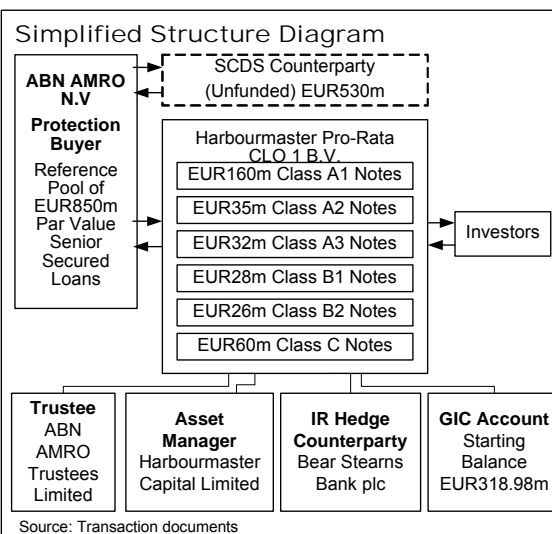 Simplified Structure Diagram
ABN AMRO
N.V
Protection
Buyer
Reference
Pool of
EUR850m
Par Value
Senior
Secured
Loans
SCDS Counterparty
(Unfunded) EUR530m
Harbourmaster Pro-Rata
CLO 1 B.V.
EUR160m Class A1 Notes
EUR35m Class A2 Notes
EUR32m Class A3 Notes
EUR28m Class B1 Notes
EUR26m Class B2 Notes
EUR60m Class C Notes
Investors
Trustee
ABN
AMRO
Trustees
Limited
Asset
Manager
Harbourmaster
Capital Limited
IR Hedge
Counterparty
Bear Stearns
Bank plc
GIC Account
Starting
Balance
EUR318.98m
Source: Transaction documents